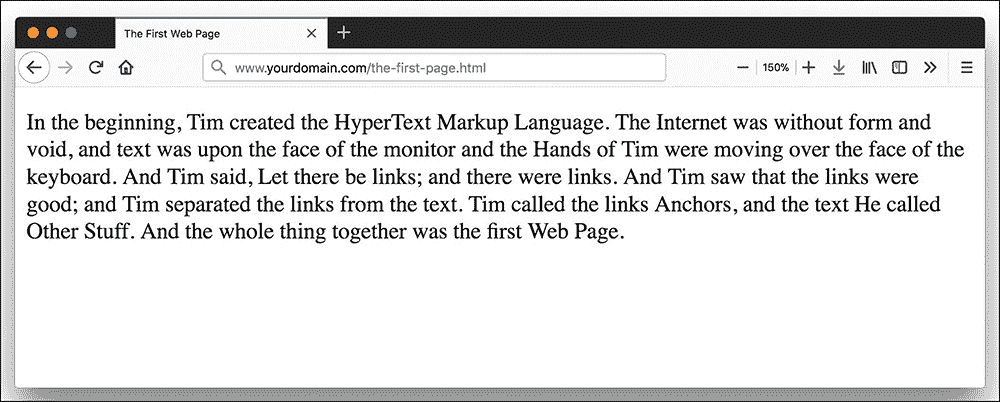 The First Web Page
www.yourdomain.com/the-first-page.html
150%
In the beginning, Tim created the HyperText Markup Language. The Internet was without form and
void, and text was upon the face of the monitor and the Hands of Tim were moving over the face of the
keyboard. And Tim said, Let there be links; and there were links. And Tim saw that the links were
good; and Tim separated the links from the text. Tim called the links Anchors, and the text He called
Other Stuff. And the whole thing together was the first Web Page.